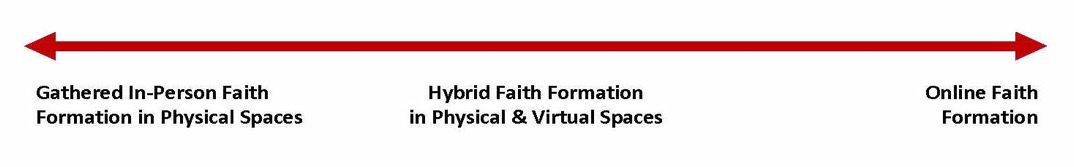 Gathered In-Person Faith
Formation in Physical Spaces
Hybrid Faith Formation
in Physical & Virtual Spaces
Online Faith
Formation